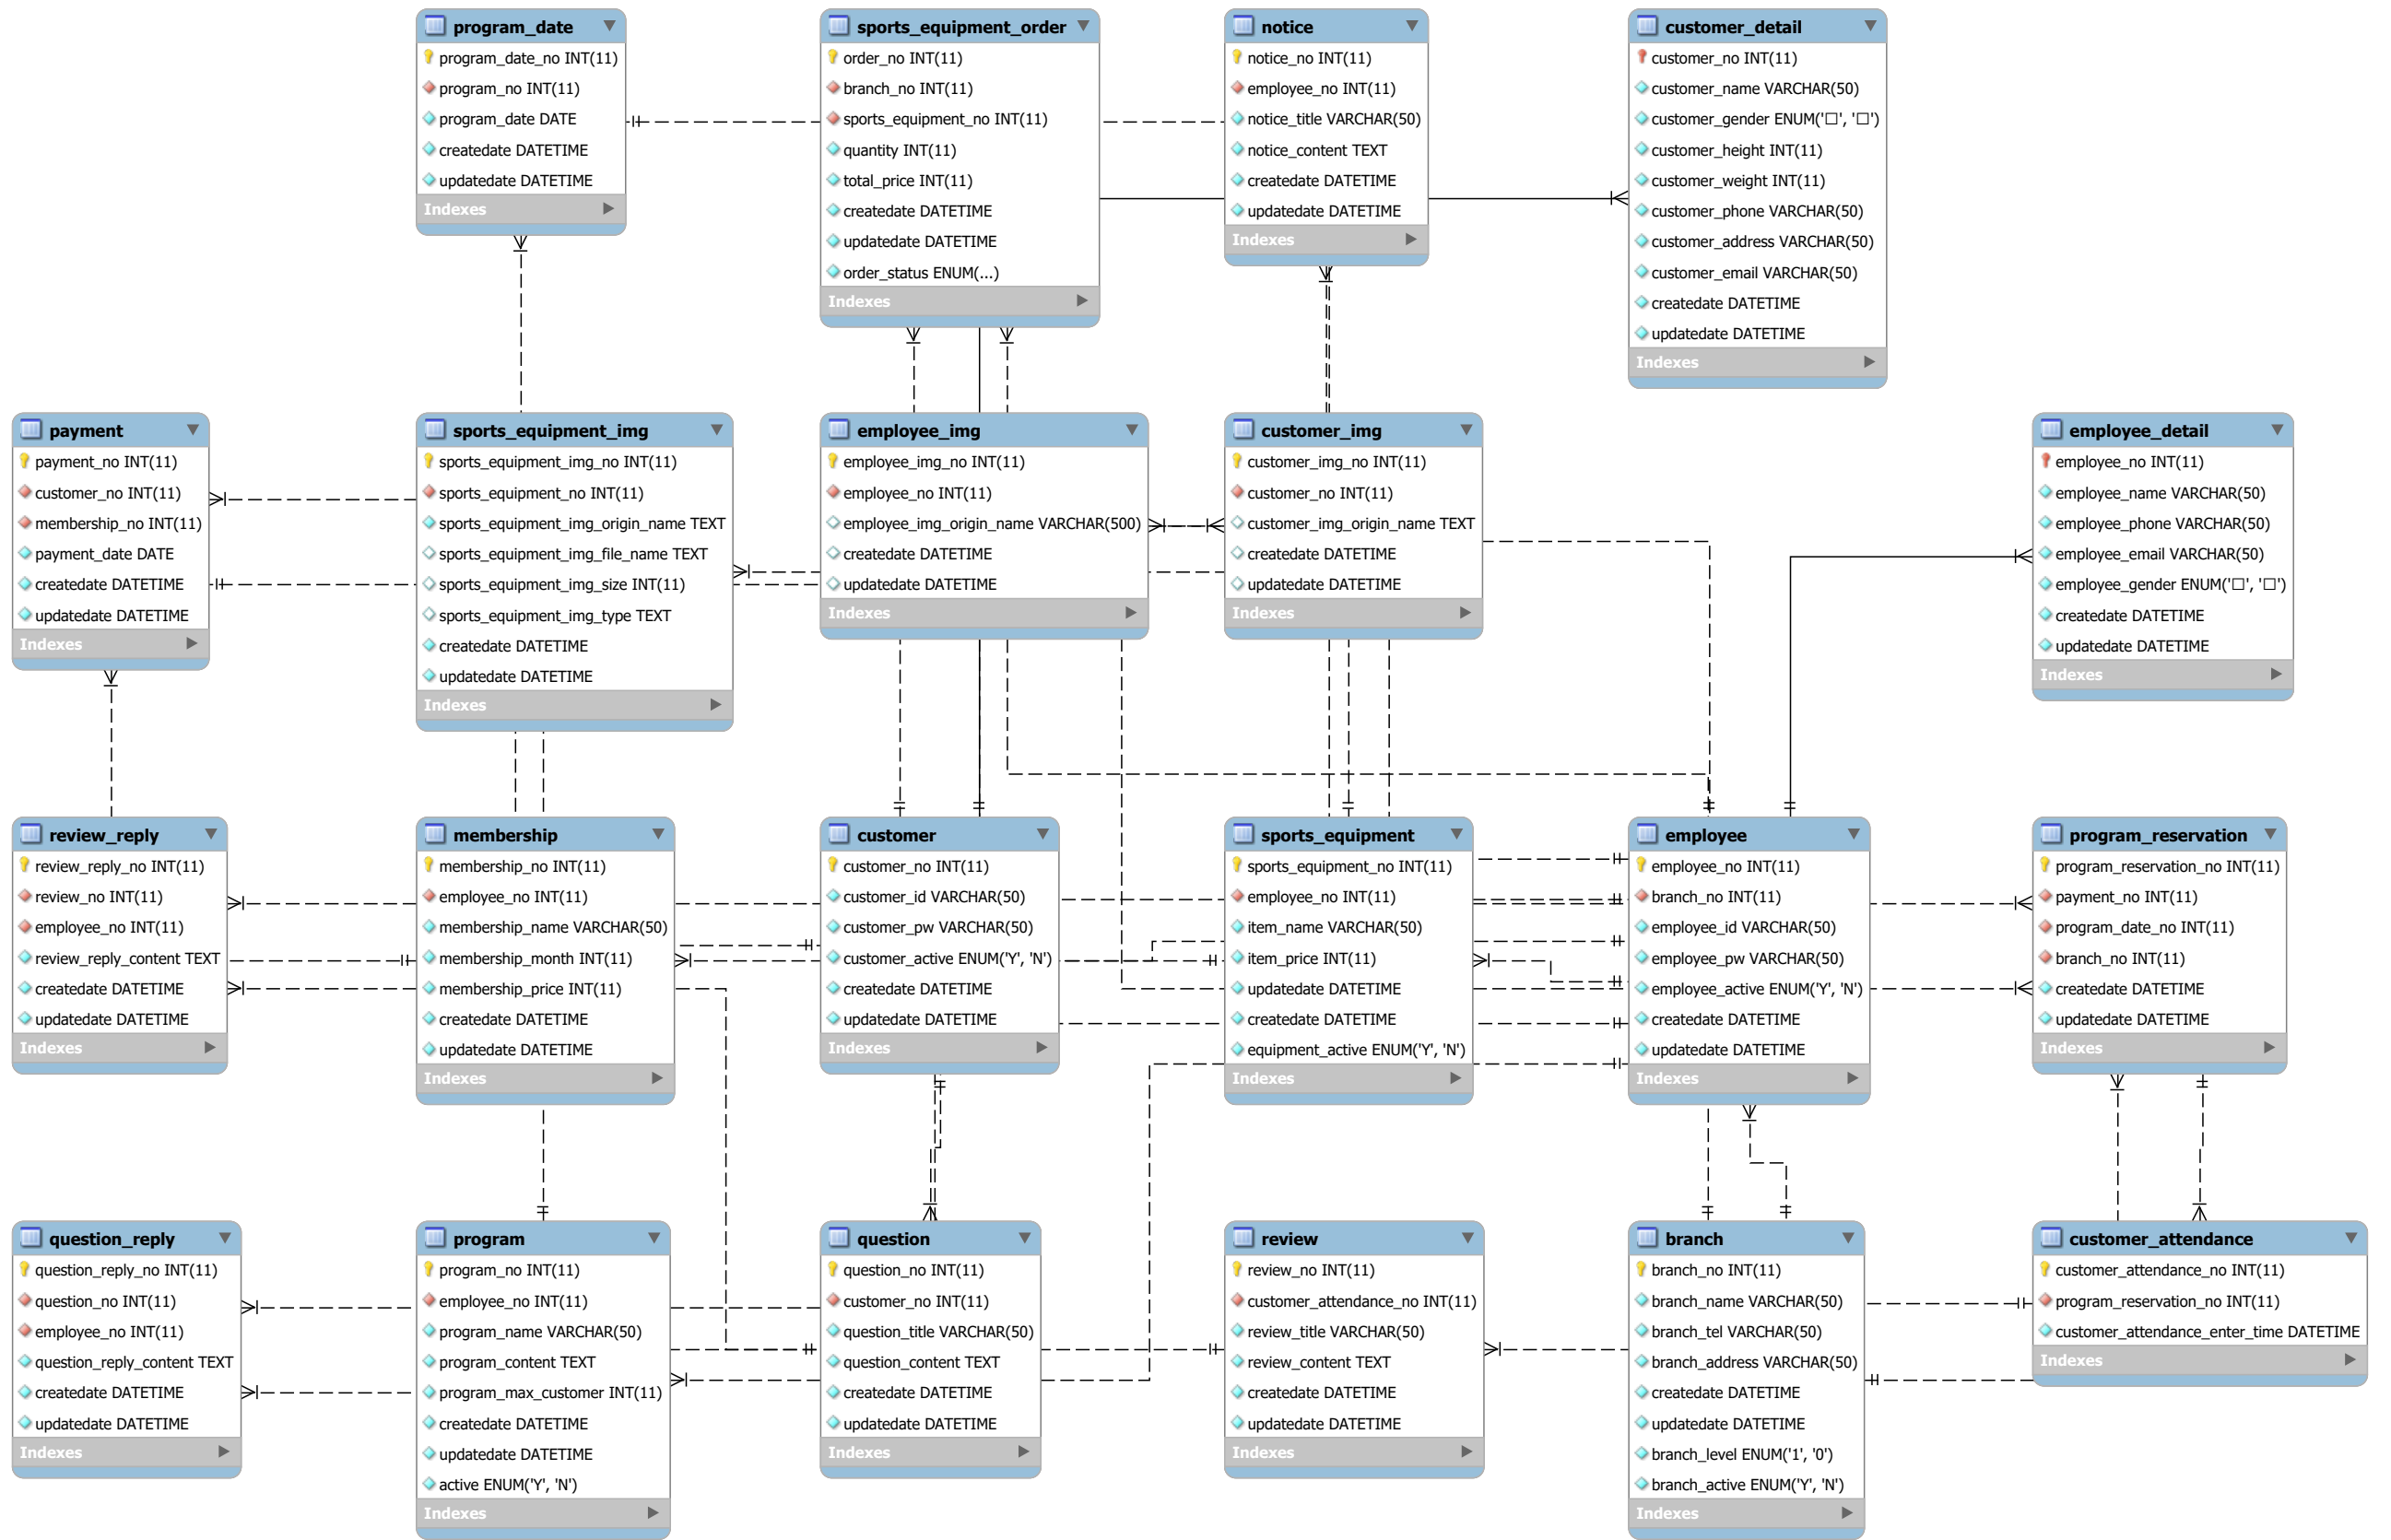 program_date
program_date_no INT(11)
program_no INT(11)
program_date DATE
createdate DATETIME
updatedate DATETIME
Indexes
sports_equipment_order
order_no INT(11)
branch_no INT(11)
sports_equipment_no INT(11)
quantity INT(11)
total_price INT(11)
createdate DATETIME
updatedate DATETIME
order_status ENUM(...)
Indexes
notice
notice_no INT(11)
employee_no INT(11)
notice_title VARCHAR(50)
notice_content TEXT
createdate DATETIME
updatedate DATETIME
Indexes
customer_detail
customer_no INT(11)
customer_name VARCHAR(50)
customer_gender ENUM('□', '□')
customer_height INT(11)
customer_weight INT(11)
customer_phone VARCHAR(50)
customer_address VARCHAR(50)
customer_email VARCHAR(50)
createdate DATETIME
updatedate DATETIME
Indexes
payment
payment_no INT(11)
customer_no INT(11)
membership_no INT(11)
payment_date DATE
createdate DATETIME
updatedate DATETIME
Indexes
sports_equipment_img
sports_equipment_img_no INT(11)
sports_equipment_no INT(11)
sports_equipment_img_origin_name TEXT
sports_equipment_img_file_name TEXT
sports_equipment_img_size INT(11)
sports_equipment_img_type TEXT
createdate DATETIME
updatedate DATETIME
Indexes
employee_img
employee_img_no INT(11)
employee_no INT(11)
employee_img_origin_name VARCHAR(500)
createdate DATETIME
updatedate DATETIME
Indexes
customer_img
customer_img_no INT(11)
customer_no INT(11)
customer_img_origin_name TEXT
createdate DATETIME
updatedate DATETIME
Indexes
employee_detail
employee_no INT(11)
employee_name VARCHAR(50)
employee_phone VARCHAR(50)
employee_email VARCHAR(50)
employee_gender ENUM('□', '□')
createdate DATETIME
updatedate DATETIME
Indexes
review_reply
review_reply_no INT(11)
review_no INT(11)
employee_no INT(11)
review_reply_content TEXT
createdate DATETIME
updatedate DATETIME
Indexes
membership
membership_no INT(11)
employee_no INT(11)
membership_name VARCHAR(50)
membership_month INT(11)
membership_price INT(11)
createdate DATETIME
updatedate DATETIME
Indexes
customer
customer_no INT(11)
customer_id VARCHAR(50)
customer_pw VARCHAR(50)
customer_active ENUM('Y', 'N')
createdate DATETIME
updatedate DATETIME
Indexes
sports_equipment
sports_equipment_no INT(11)
employee_no INT(11)
item_name VARCHAR(50)
item_price INT(11)
updatedate DATETIME
createdate DATETIME
equipment_active ENUM('Y', 'N')
Indexes
employee
employee_no INT(11)
branch_no INT(11)
employee_id VARCHAR(50)
employee_pw VARCHAR(50)
employee_active ENUM('Y', 'N')
createdate DATETIME
updatedate DATETIME
Indexes
program_reservation
program_reservation_no INT(11)
payment_no INT(11)
program_date_no INT(11)
branch_no INT(11)
createdate DATETIME
updatedate DATETIME
Indexes
question_reply
question_reply_no INT(11)
question_no INT(11)
employee_no INT(11)
question_reply_content TEXT
createdate DATETIME
updatedate DATETIME
Indexes
program
program_no INT(11)
employee_no INT(11)
program_name VARCHAR(50)
program_content TEXT
program_max_customer INT(11)
createdate DATETIME
updatedate DATETIME
active ENUM('Y', 'N')
Indexes
question
question_no INT(11)
customer_no INT(11)
question_title VARCHAR(50)
question_content TEXT
createdate DATETIME
updatedate DATETIME
Indexes
review
review_no INT(11)
customer_attendance_no INT(11)
review_title VARCHAR(50)
review_content TEXT
createdate DATETIME
updatedate DATETIME
Indexes
branch
branch_no INT(11)
branch_name VARCHAR(50)
branch_tel VARCHAR(50)
branch_address VARCHAR(50)
createdate DATETIME
updatedate DATETIME
branch_level ENUM('1', '0')
branch_active ENUM('Y', 'N')
Indexes
customer_attendance
customer_attendance_no INT(11)
program_reservation_no INT(11)
customer_attendance_enter_time DATETIME
Indexes